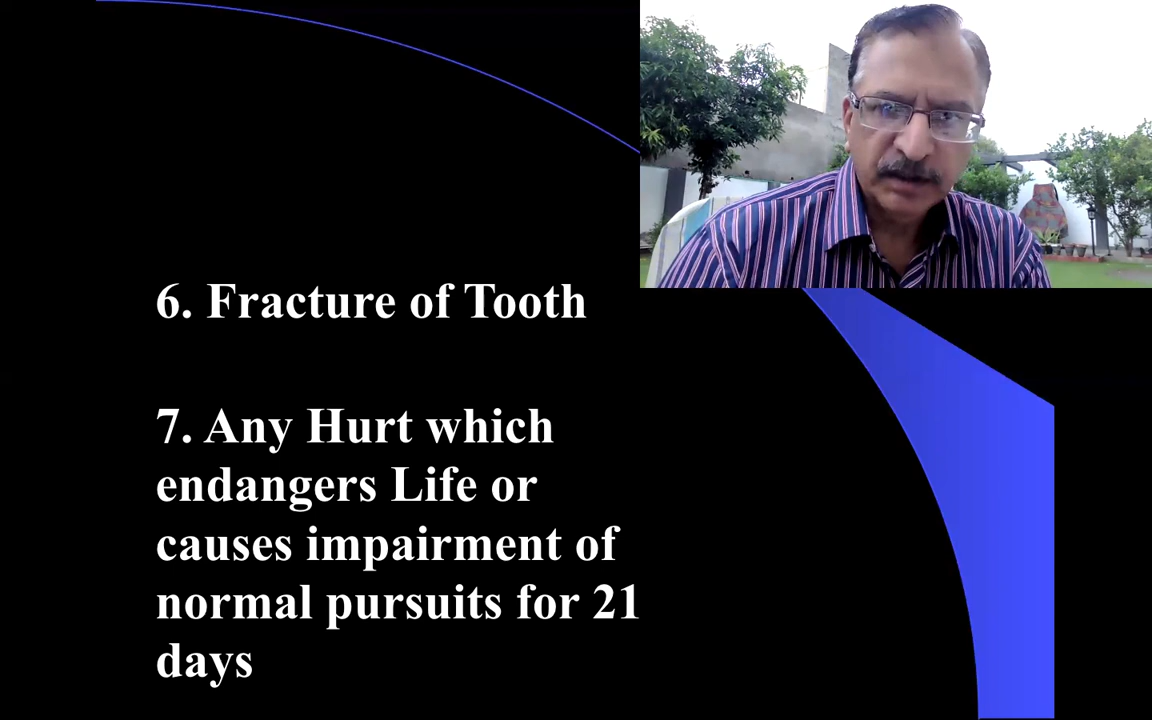 6. Fracture of Tooth
7. Any Hurt which
endangers Life or
causes impairment of
normal pursuits for 21
days